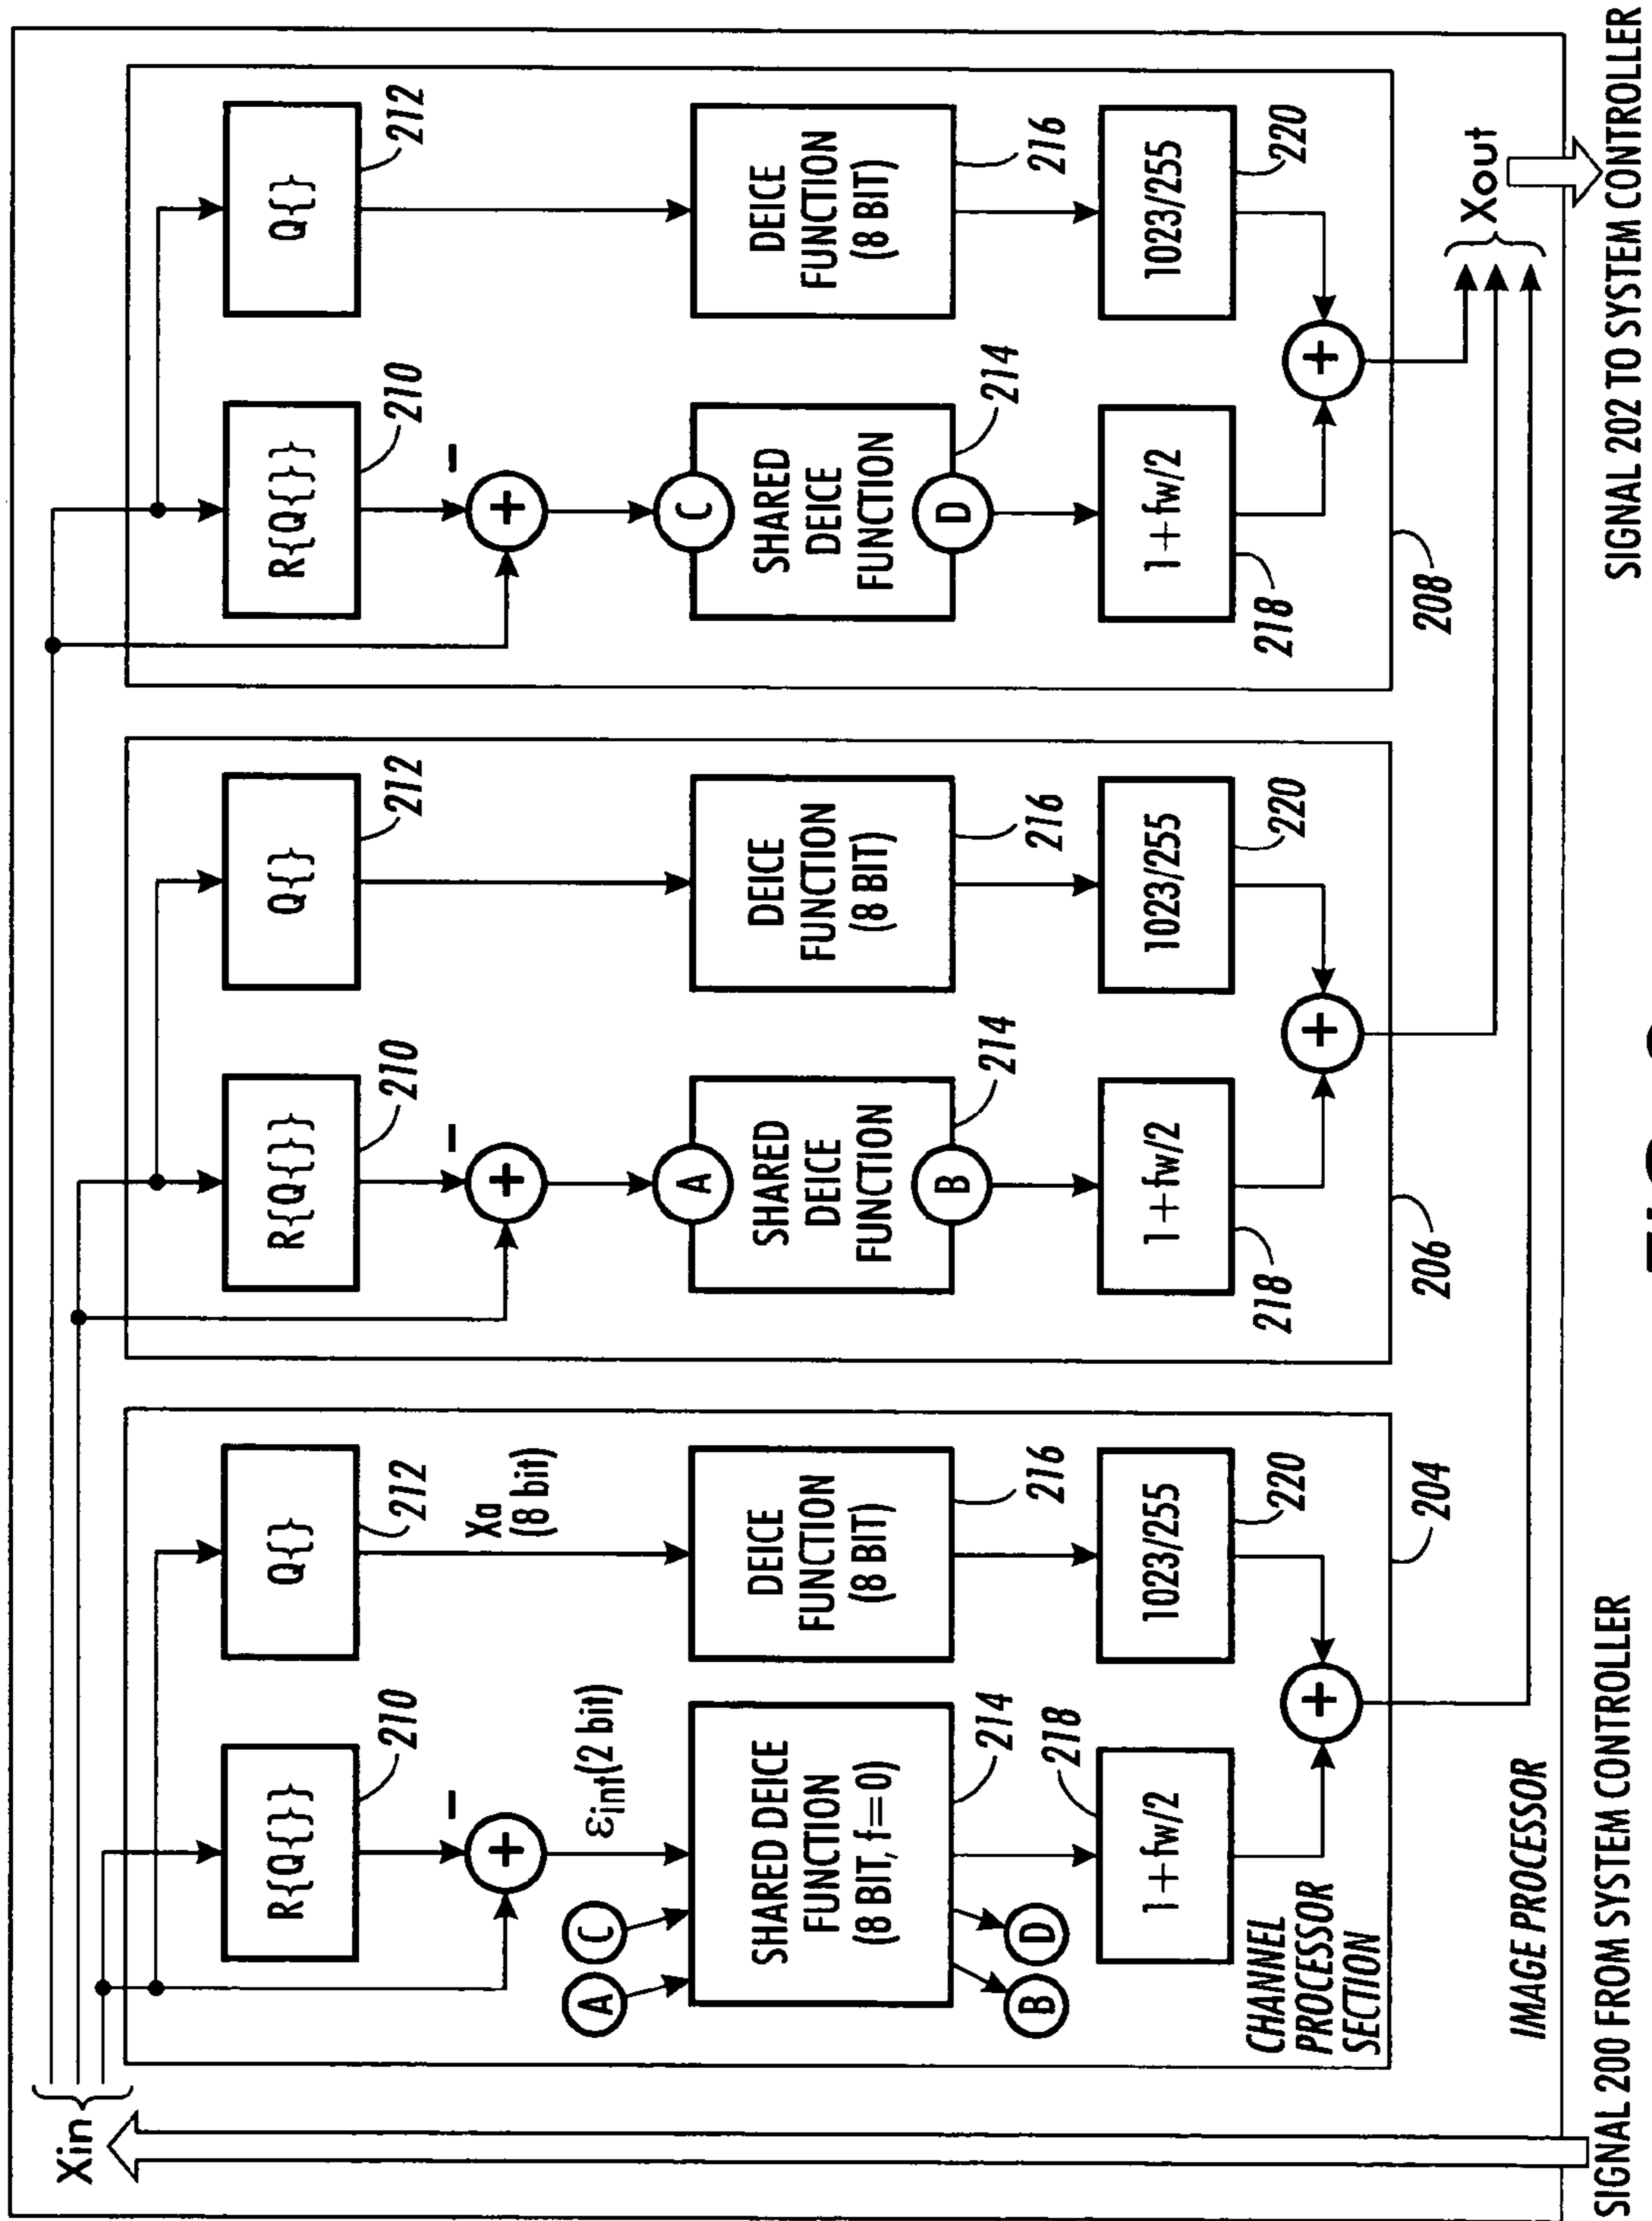 Xin
R{Q{}}
210
Q{}
212
Xa
(8 bit)
−
+
εint(2 bit)
A
C
SHARED DEICE
FUNCTION
(8 BIT, f=0)
214
B
D
DEICE
FUNCTION
(8 BIT)
216
1+fw/2
218
1023/255
220
+
CHANNEL
PROCESSOR
SECTION
204
R{Q{}}
210
Q{}
212
−
+
A
SHARED
DEICE
FUNCTION
B
214
DEICE
FUNCTION
(8 BIT)
216
1+fw/2
218
1023/255
220
+
206
R{Q{}}
210
Q{}
212
−
+
C
SHARED
DEICE
FUNCTION
D
214
DEICE
FUNCTION
(8 BIT)
216
1+fw/2
218
1023/255
220
+
208
Xout
IMAGE PROCESSOR
SIGNAL 200 FROM SYSTEM CONTROLLER
SIGNAL 202 TO SYSTEM CONTROLLER